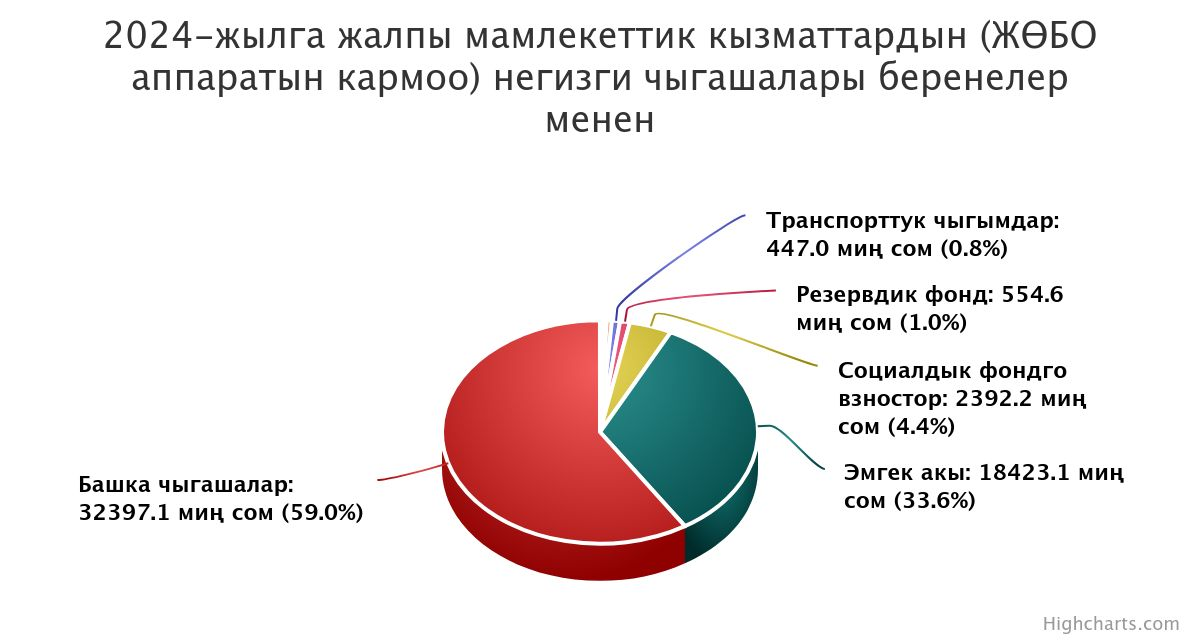 2024-жылга жалпы мамлекеттик кызматтардын (ЖӨБО
аппаратын кармоо) негизги чыгашалары беренелер
менен
Транспорттук чыгымдар:
447.0 миң сом (0.8%)
Резервдик фонд: 554.6
миң сом (1.0%)
Социалдык фондго
взностор: 2392.2 миң
сом (4.4%)
Эмгек акы: 18423.1 миң
сом (33.6%)
Башка чыгашалар:
32397.1 миң сом (59.0%)
Highcharts.com